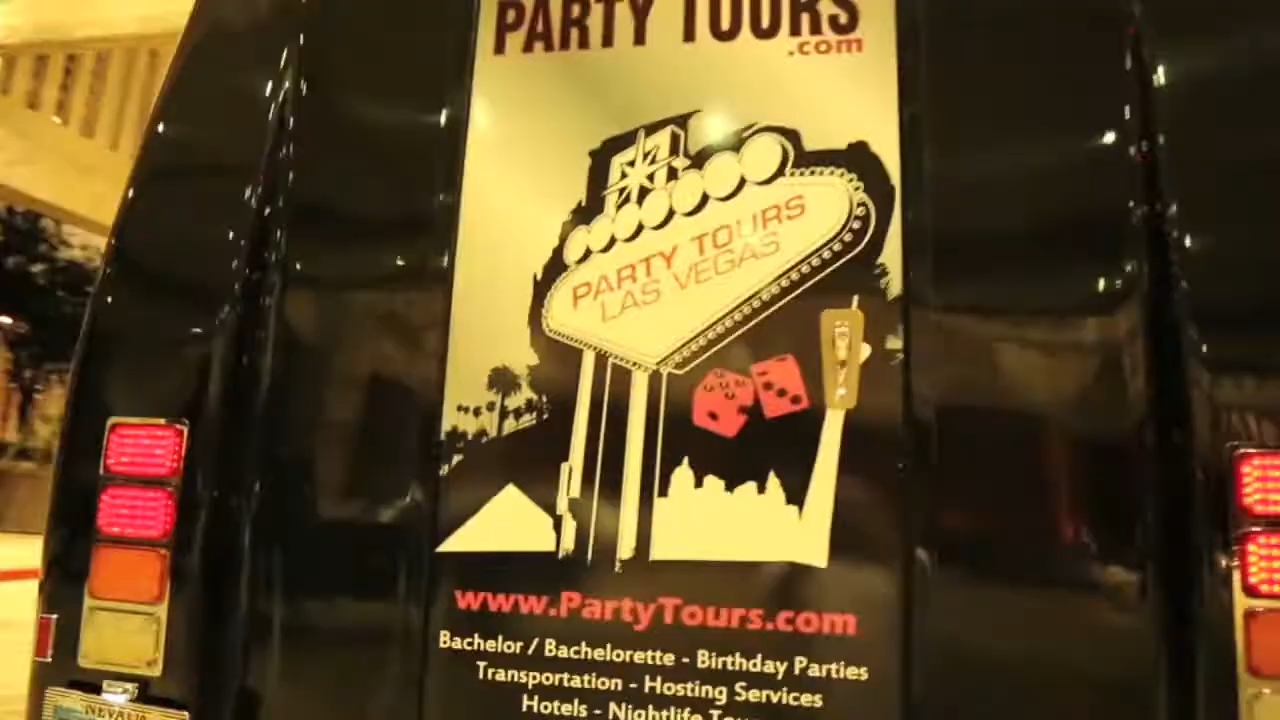 PARTY TOURS
.com
PARTY TOURS
LAS VEGAS
www.PartyTours.com
Bachelor / Bachelorette - Birthday Parties
Transportation - Hosting Services
Hotels - Nightlife
NEVADA